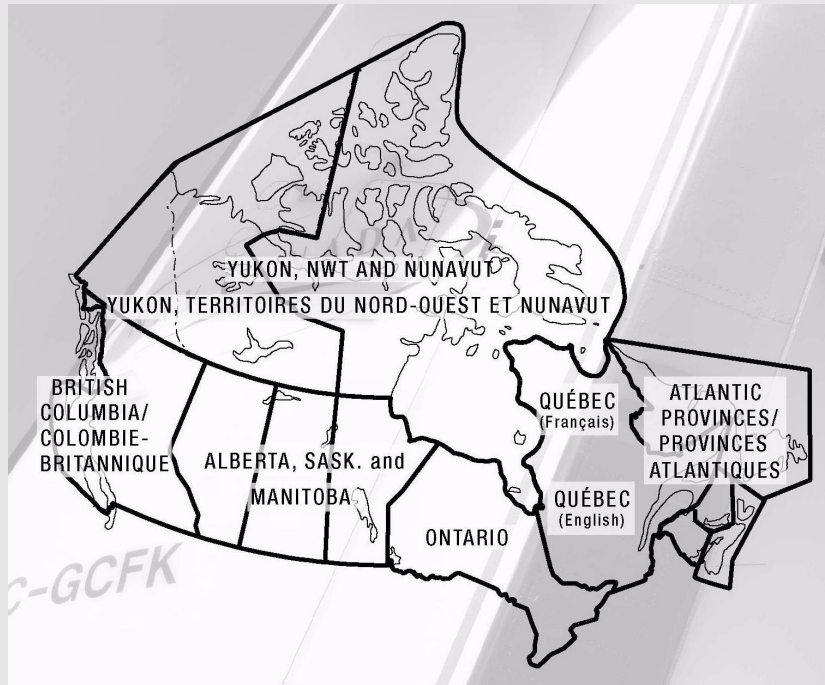 YUKON, NWT AND NUNAVUT
YUKON, TERRITOIRES DU NORD-OUEST ET NUNAVUT
BRITISH
COLUMBIA/
COLOMBIE-
BRITANNIQUE
ALBERTA, SASK. and
MANITOBA
ONTARIO
QUÉBEC
(Français)
QUÉBEC
(English)
ATLANTIC
PROVINCES/
PROVINCES
ATLANTIQUES
C-GCFK